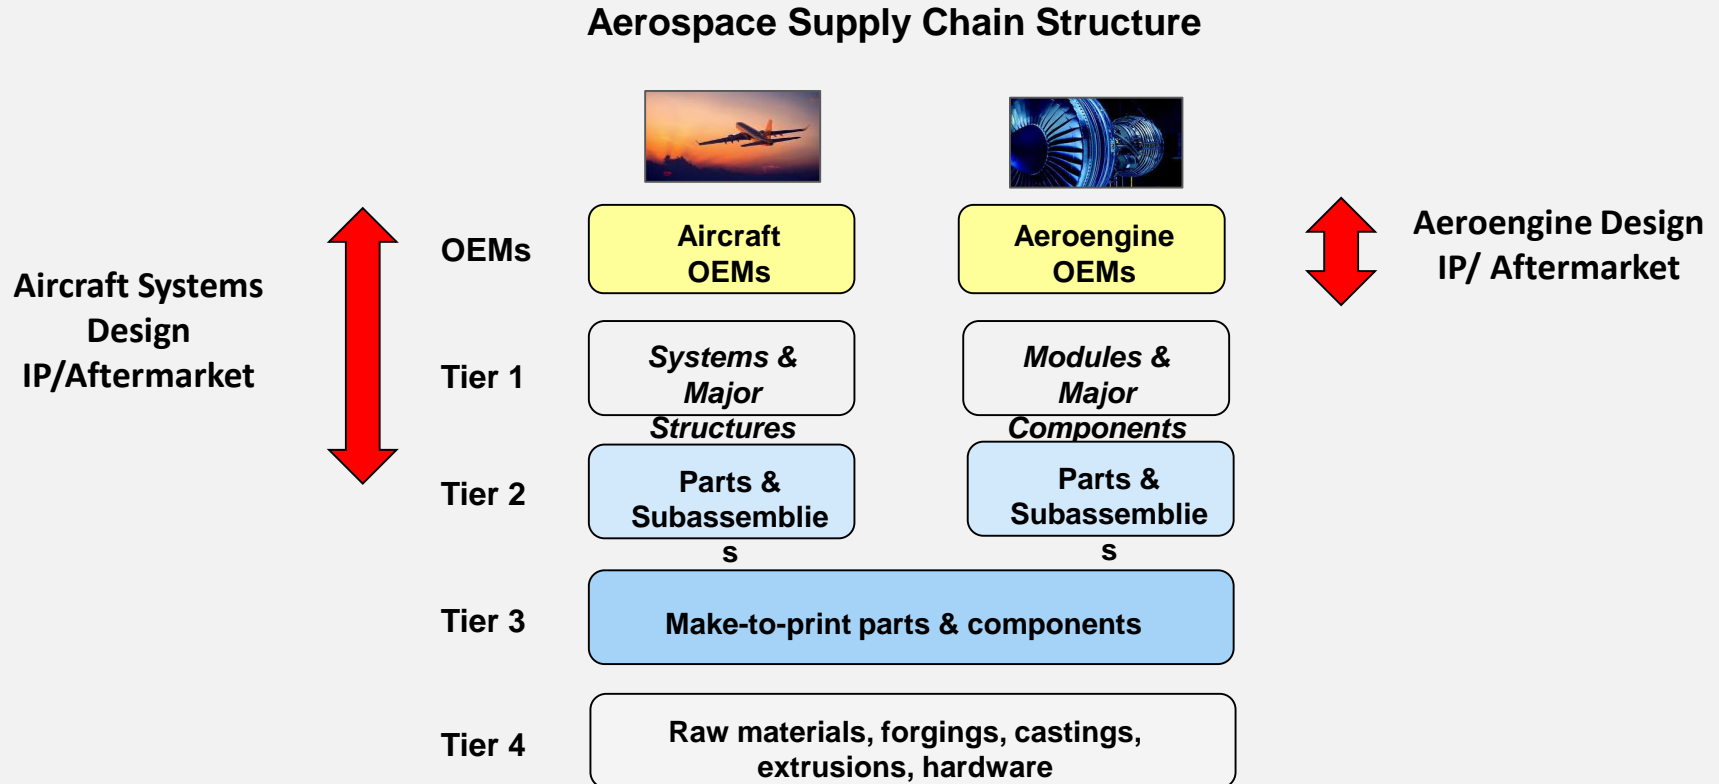 Aerospace Supply Chain Structure
OEMs
Aircraft
OEMs
Aeroengine
OEMs
Aeroengine Design
IP/ Aftermarket
Aircraft Systems
Design
IP/Aftermarket
Tier 1
Systems &
Major
Structures
Modules &
Major
Components
Tier 2
Parts &
Subassemblie
s
Parts &
Subassemblie
s
Tier 3
Make-to-print parts & components
Tier 4
Raw materials, forgings, castings,
extrusions, hardware